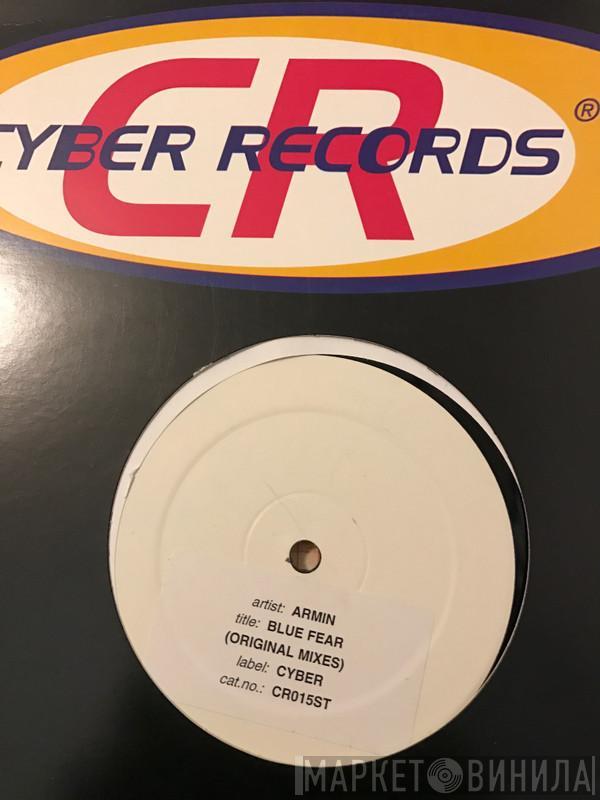 CR
CYBER RECORDS ®
artist: ARMIN
title: BLUE FEAR
(ORIGINAL MIXES)
label: CYBER
cat.no.: CR015ST
МАРКЕТ ВИНИЛА